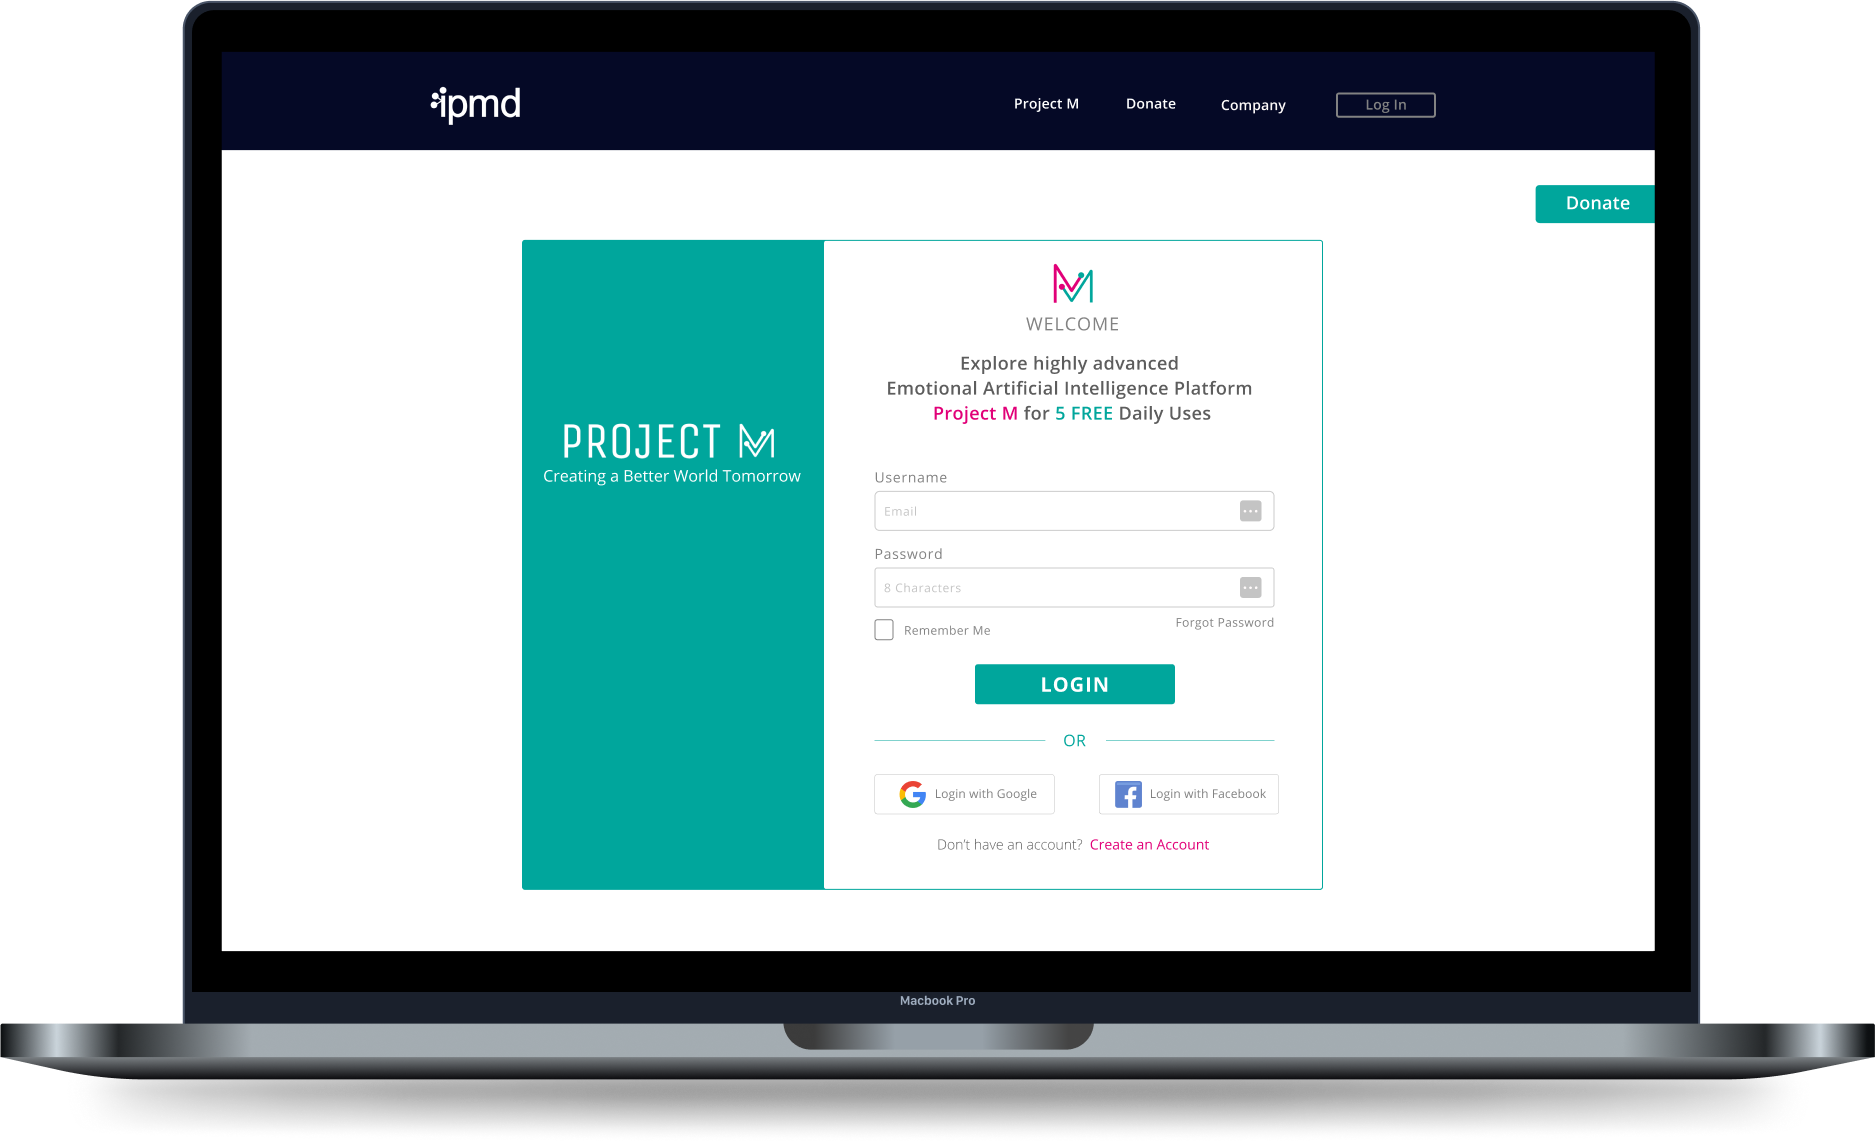 ipmd
Project M
Donate
Company
Log In
Donate
PROJECT M
Creating a Better World Tomorrow
WELCOME
Explore highly advanced
Emotional Artificial Intelligence Platform
Project M for 5 FREE Daily Uses
Username
Email
Password
8 Characters
Remember Me
Forgot Password
LOGIN
OR
Login with Google
Login with Facebook
Don't have an account? Create an Account
Macbook Pro